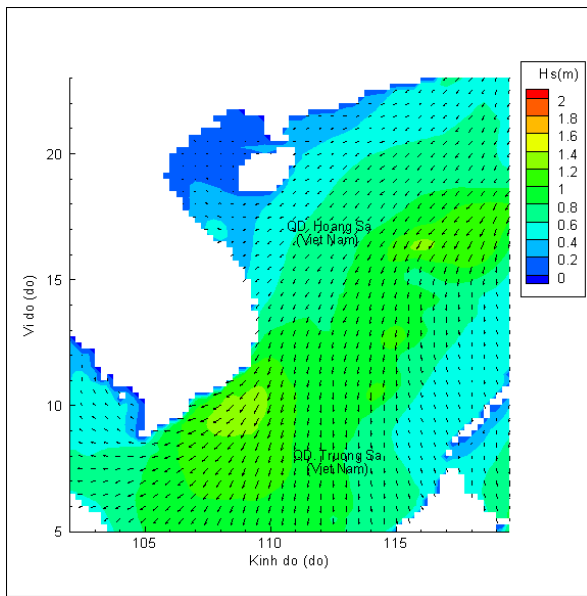 Hs(m)
2
1.8
1.6
1.4
1.2
1
0.8
0.6
0.4
0.2
0
20
15
10
5
Vi do (do)
QD. Hoang Sa
(Viet Nam)
QD. Truong Sa
(Viet Nam)
105
110
115
Kinh do (do)